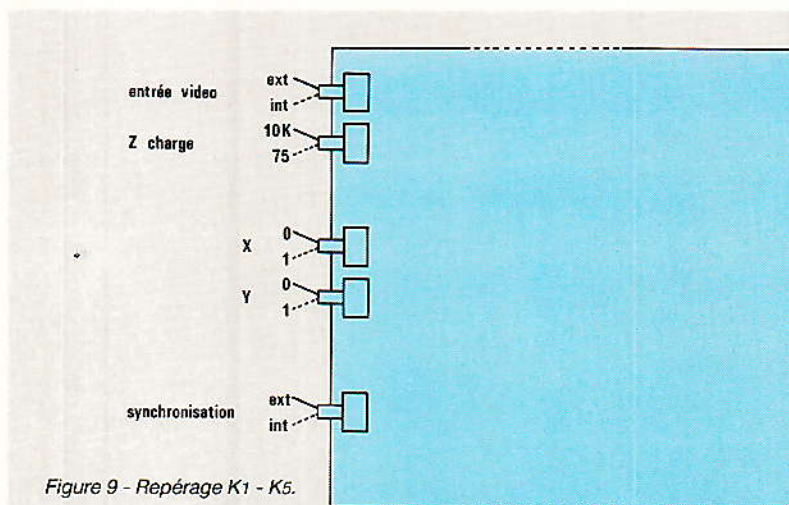 entrée video
ext
int
Z charge
10K
75
X
0
1
Y
0
1
synchronisation
ext
int
Figure 9 - Repérage K1 - K5.